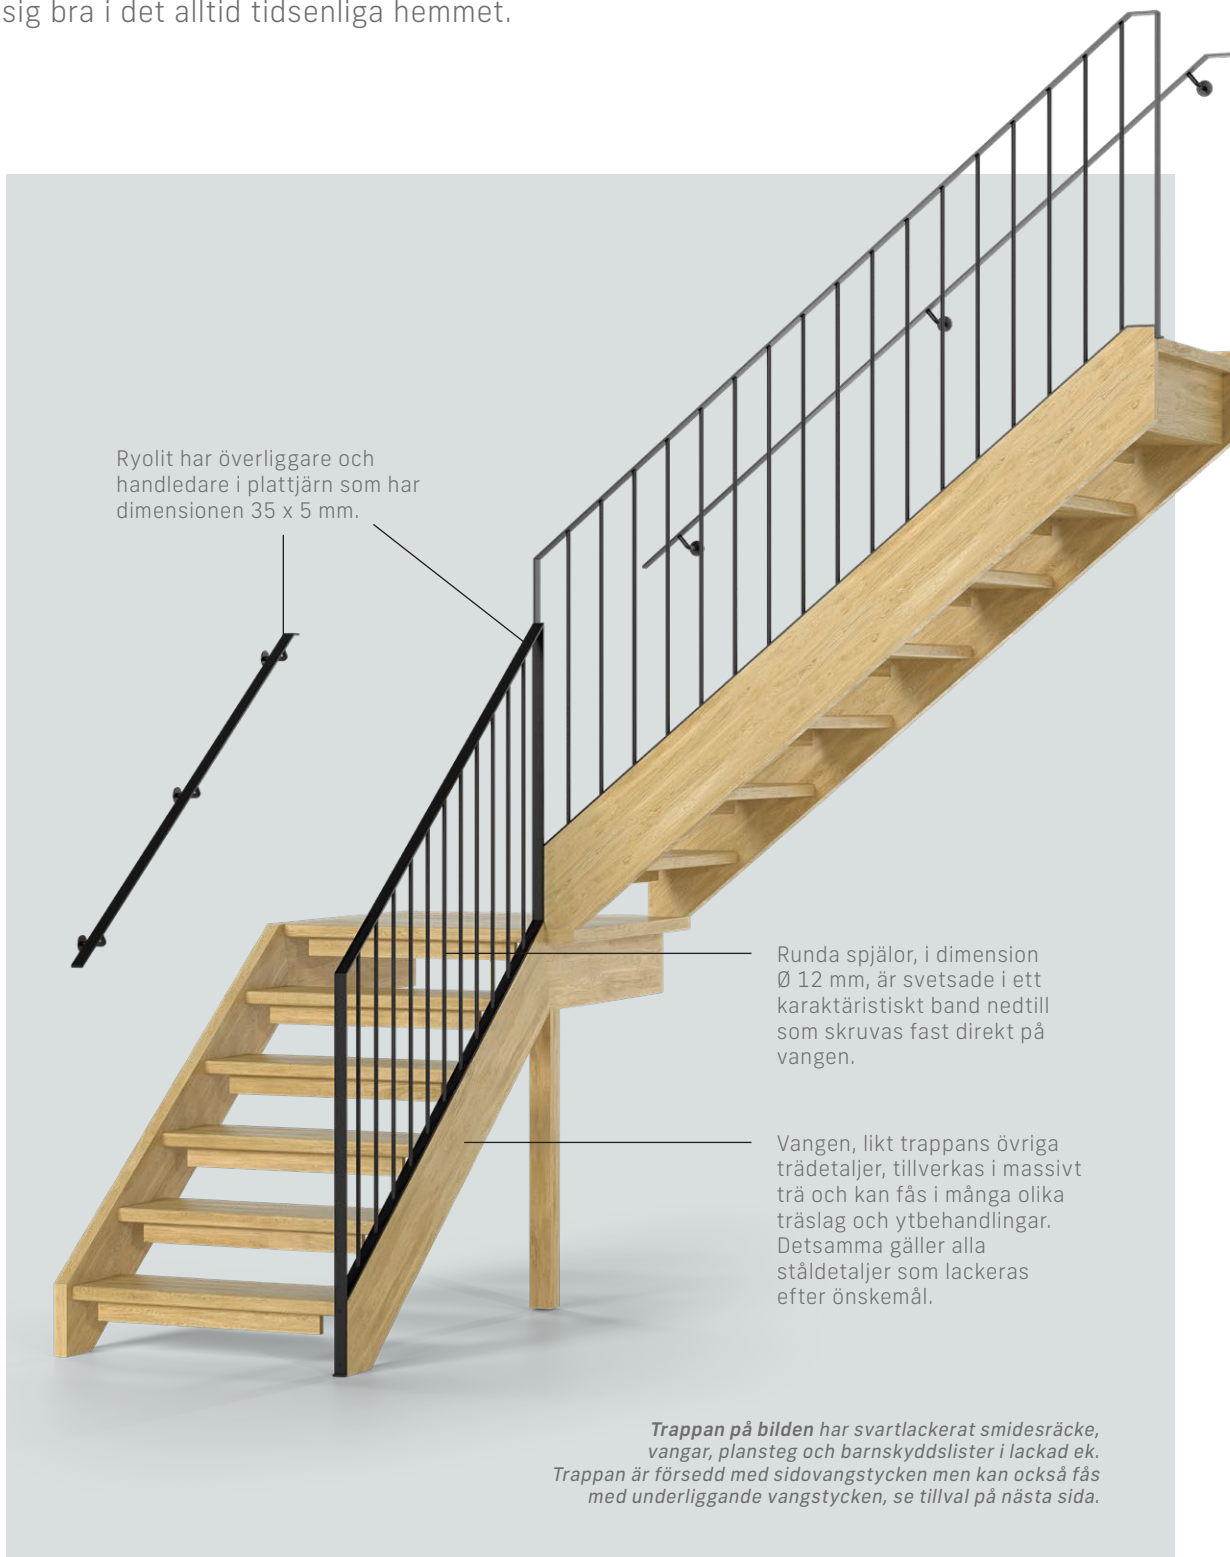 sig bra i det alltid tidsenliga hemmet.
Ryolit har överliggare och
handledare i plattjärn som har
dimensionen 35 x 5 mm.
Runda spjälor, i dimension
Ø 12 mm, är svetsade i ett
karaktäristiskt band nedtill
som skruvas fast direkt på
vangen.
Vangen, likt trappans övriga
trädetaljer, tillverkas i massivt
trä och kan fås i många olika
träslag och ytbehandlingar.
Detsamma gäller alla
ståldetaljer som lackeras
efter önskemål.
Trappan på bilden har svartlackerat smidesräcke,
vangar, plansteg och barnskyddslister i lackad ek.
Trappan är försedd med sidovangstycken men kan också fås
med underliggande vangstycken, se tillval på nästa sida.